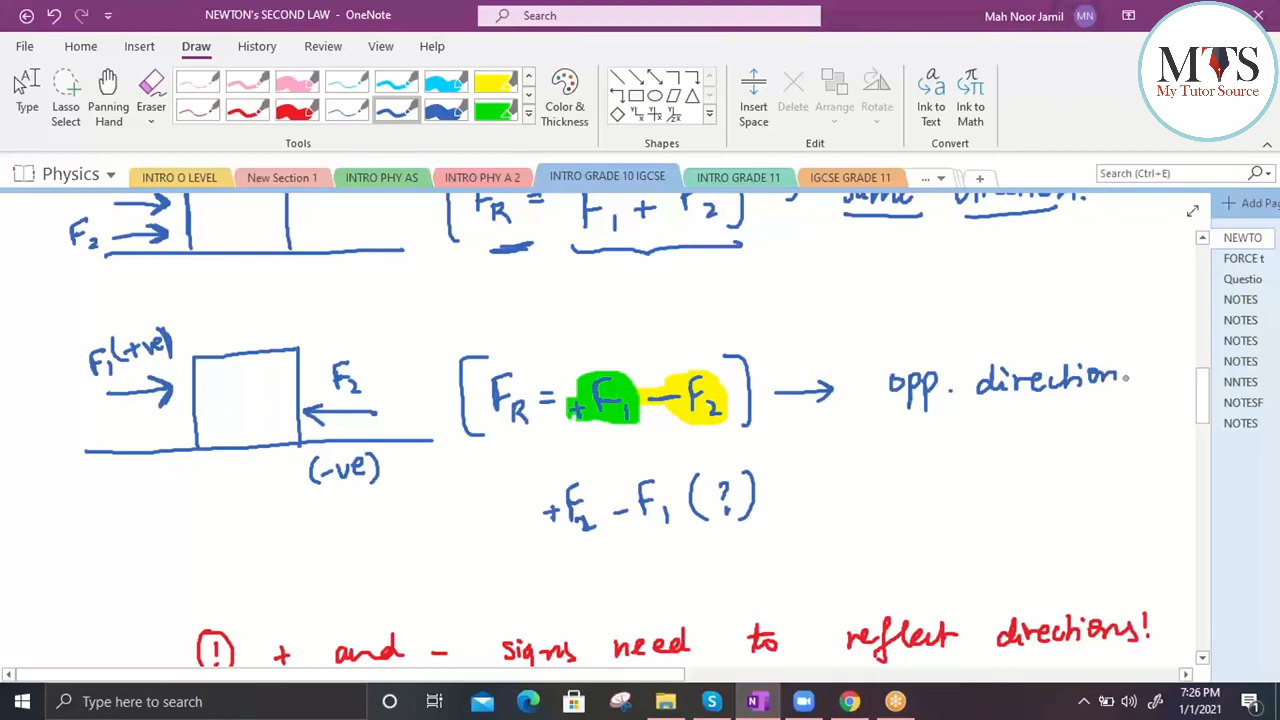 NEWTON's SECOND LAW - OneNote
Search
Mah Noor Jamil
MN
File Home Insert Draw History Review View Help
MTS
My Tutor Source
Type
Lasso Select
Panning Hand
Eraser
Color & Thickness
Insert Space
Delete
Arrange
Rotate
Ink to Text
Ink to Math
Tools
Shapes
Edit
Convert
Physics
INTRO O LEVEL
New Section 1
INTRO PHY AS
INTRO PHY A 2
INTRO GRADE 10 IGCSE
INTRO GRADE 11
IGCSE GRADE 11
...
Search (Ctrl+E)
Add Pag
NEWTO
FORCE t
Questio
NOTES
NOTES
NOTES
NOTES
NNTES
NOTESF
NOTES
F2
[FR = F1 + F2] → same direction.
F1 (+ve)
F2
(-ve)
[FR = +F1 - F2] → opp. direction.
+F2 - F1 (?)
(!) + and - signs need to reflect directions!
Type here to search
7:26 PM
1/1/2021